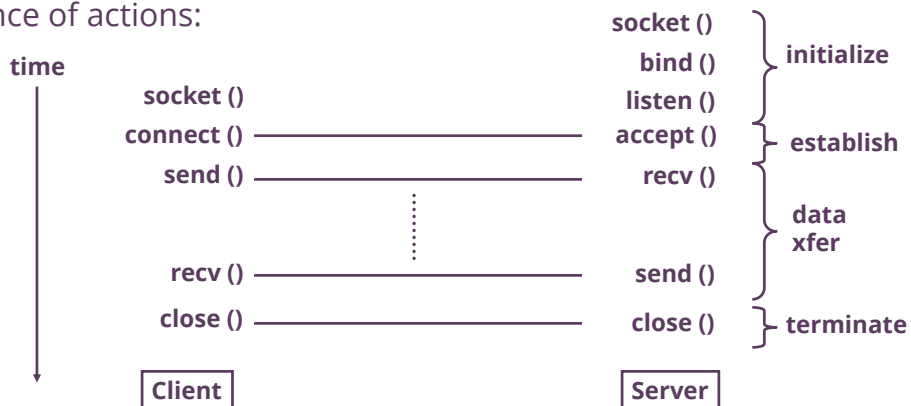 nce of actions:
time
socket ()
connect ()
send ()
recv ()
close ()
Client
socket ()
bind ()
listen ()
accept ()
recv ()
send ()
close ()
Server
initialize
establish
data
xfer
terminate